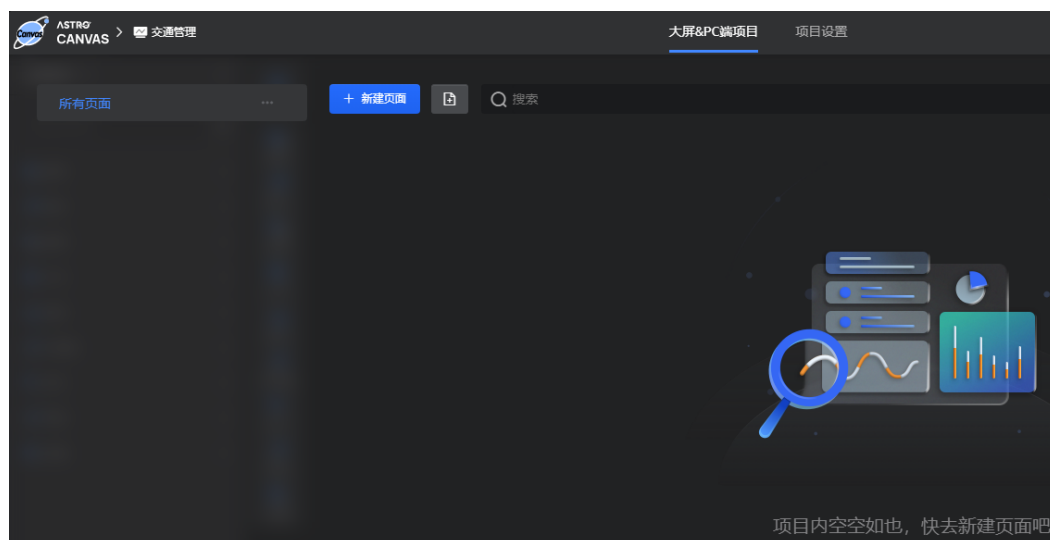 Canvas
ASTRO
CANVAS > 交通管理
大屏&PC端项目
项目设置
所有页面 ···
+ 新建页面
搜索
项目内空空如也，快去新建页面吧